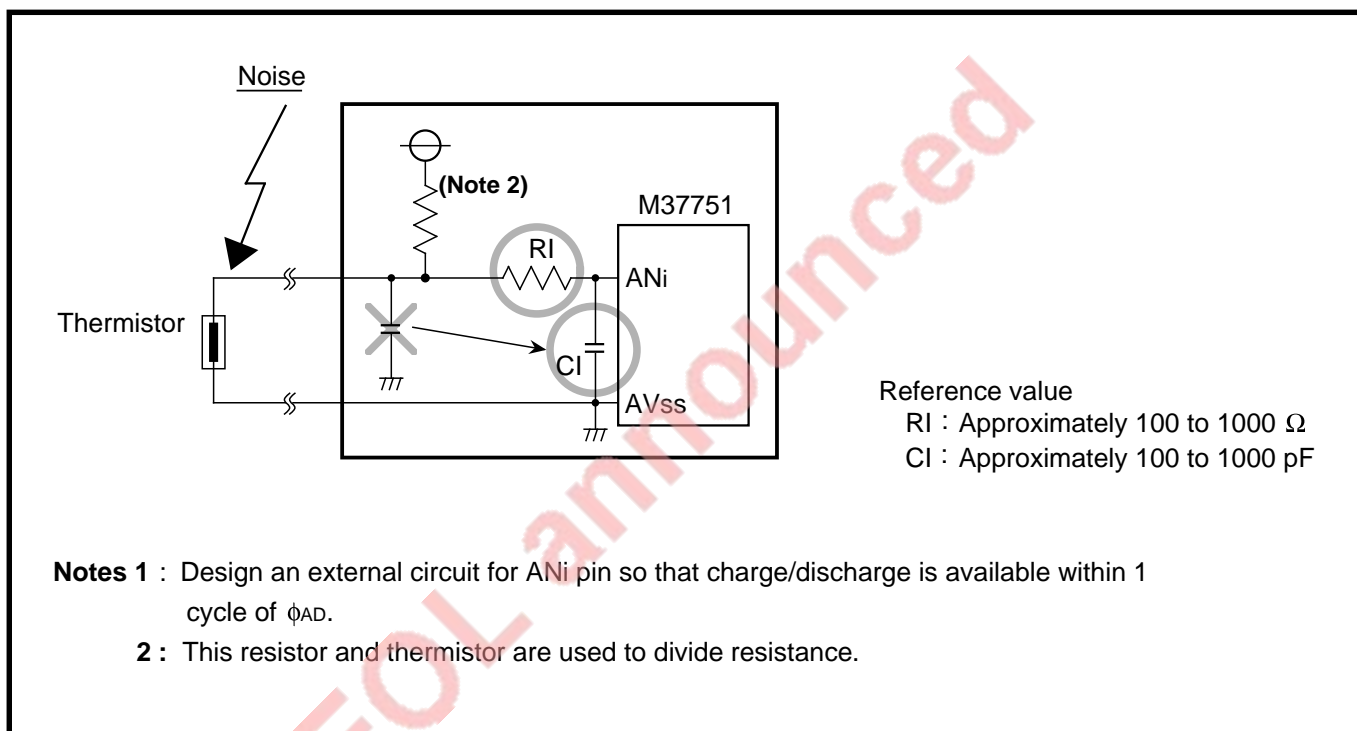 Noise
(Note 2)
M37751
RI
ANi
Thermistor
CI
AVss
Reference value
RI : Approximately 100 to 1000 Ω
CI : Approximately 100 to 1000 pF
Notes 1 : Design an external circuit for ANi pin so that charge/discharge is available within 1
cycle of ϕAD.
2 : This resistor and thermistor are used to divide resistance.
EOL announced